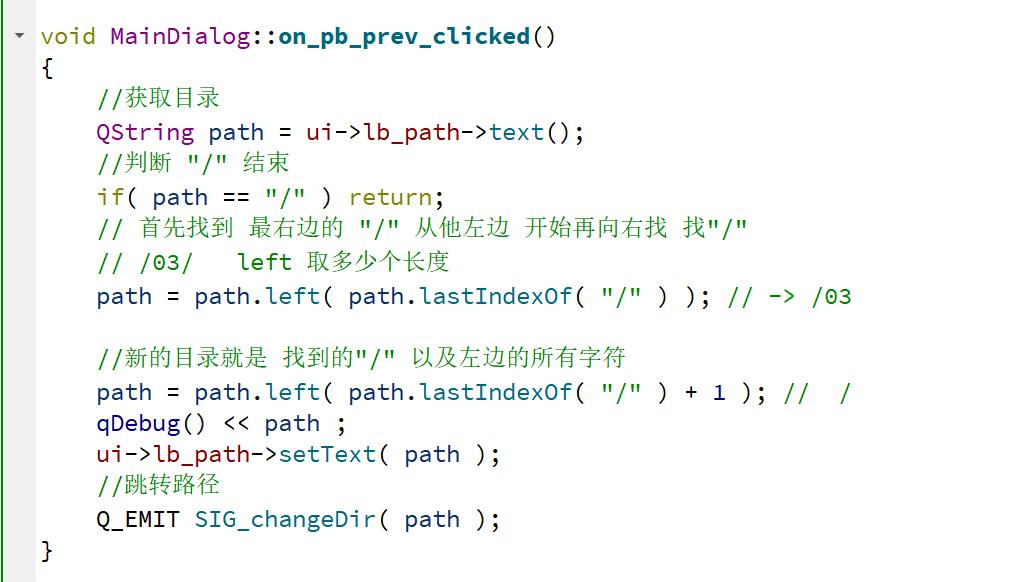 void MainDialog::on_pb_prev_clicked()
{
    //获取目录
    QString path = ui->lb_path->text();
    //判断 "/" 结束
    if( path == "/" ) return;
    // 首先找到 最右边的 "/" 从他左边 开始再向右找 找"/"
    // /03/   left 取多少个长度
    path = path.left( path.lastIndexOf( "/" ) ); // -> /03

    //新的目录就是 找到的"/" 以及左边的所有字符
    path = path.left( path.lastIndexOf( "/" ) + 1 ); //  /
    qDebug() << path ;
    ui->lb_path->setText( path );
    //跳转路径
    Q_EMIT SIG_changeDir( path );
}